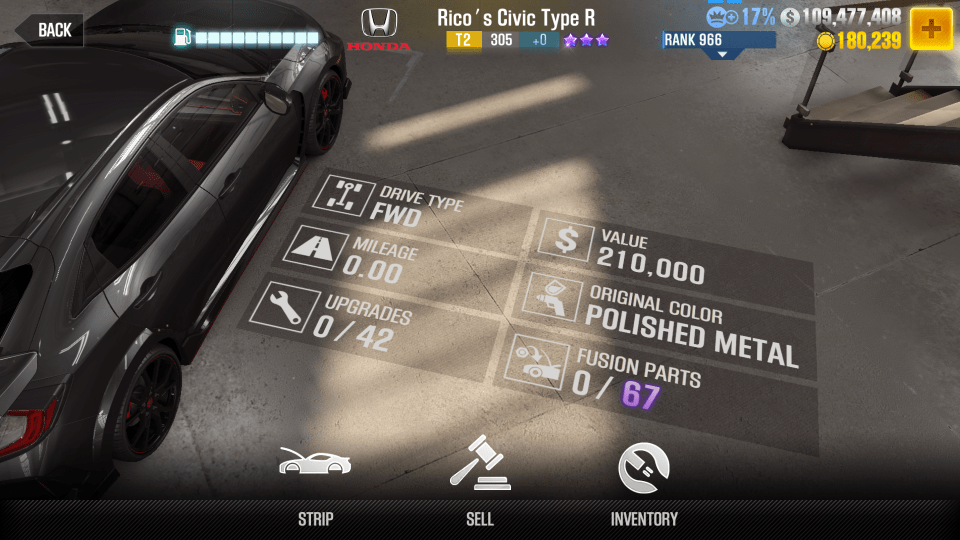 BACK
HONDA
Rico's Civic Type R
T2 305 +0
17% $ 109,477,408
RANK 966
180,239
DRIVE TYPE
FWD
MILEAGE
0.00
UPGRADES
0 / 42
VALUE
210,000
ORIGINAL COLOR
POLISHED METAL
FUSION PARTS
0 / 67
STRIP
SELL
INVENTORY